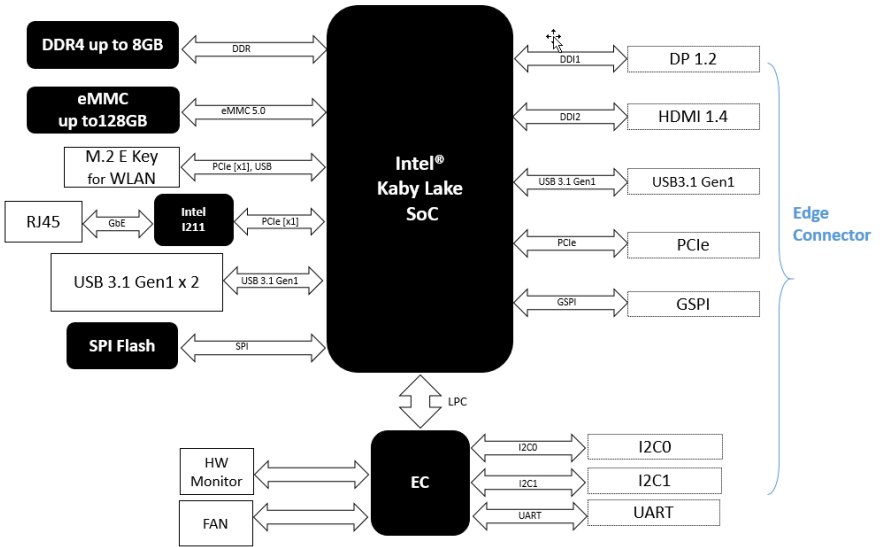 DDR4 up to 8GB
DDR
eMMC
up to128GB
eMMC 5.0
M.2 E Key
for WLAN
PCIe [x1], USB
RJ45
GbE
Intel
I211
PCIe [x1]
USB 3.1 Gen1 x 2
USB 3.1 Gen1
SPI Flash
SPI
Intel®
Kaby Lake
SoC
DDI1
DP 1.2
DDI2
HDMI 1.4
USB 3.1 Gen1
USB3.1 Gen1
PCIe
PCIe
GSPI
GSPI
Edge
Connector
LPC
HW
Monitor
FAN
EC
I2C0
I2C0
I2C1
I2C1
UART
UART